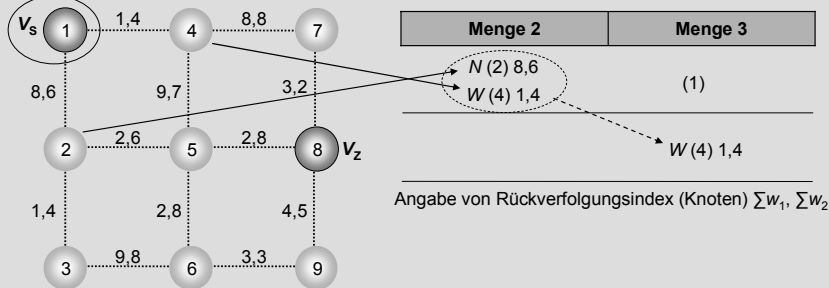 V_S 1 1,4 4 8,8 7
8,6 9,7 3,2
2 2,6 5 2,8 8 V_Z
1,4 2,8 4,5
3 9,8 6 3,3 9
Menge 2 Menge 3
N (2) 8,6
W (4) 1,4
(1)
W (4) 1,4
Angabe von Rückverfolgungsindex (Knoten) ∑w₁, ∑w₂